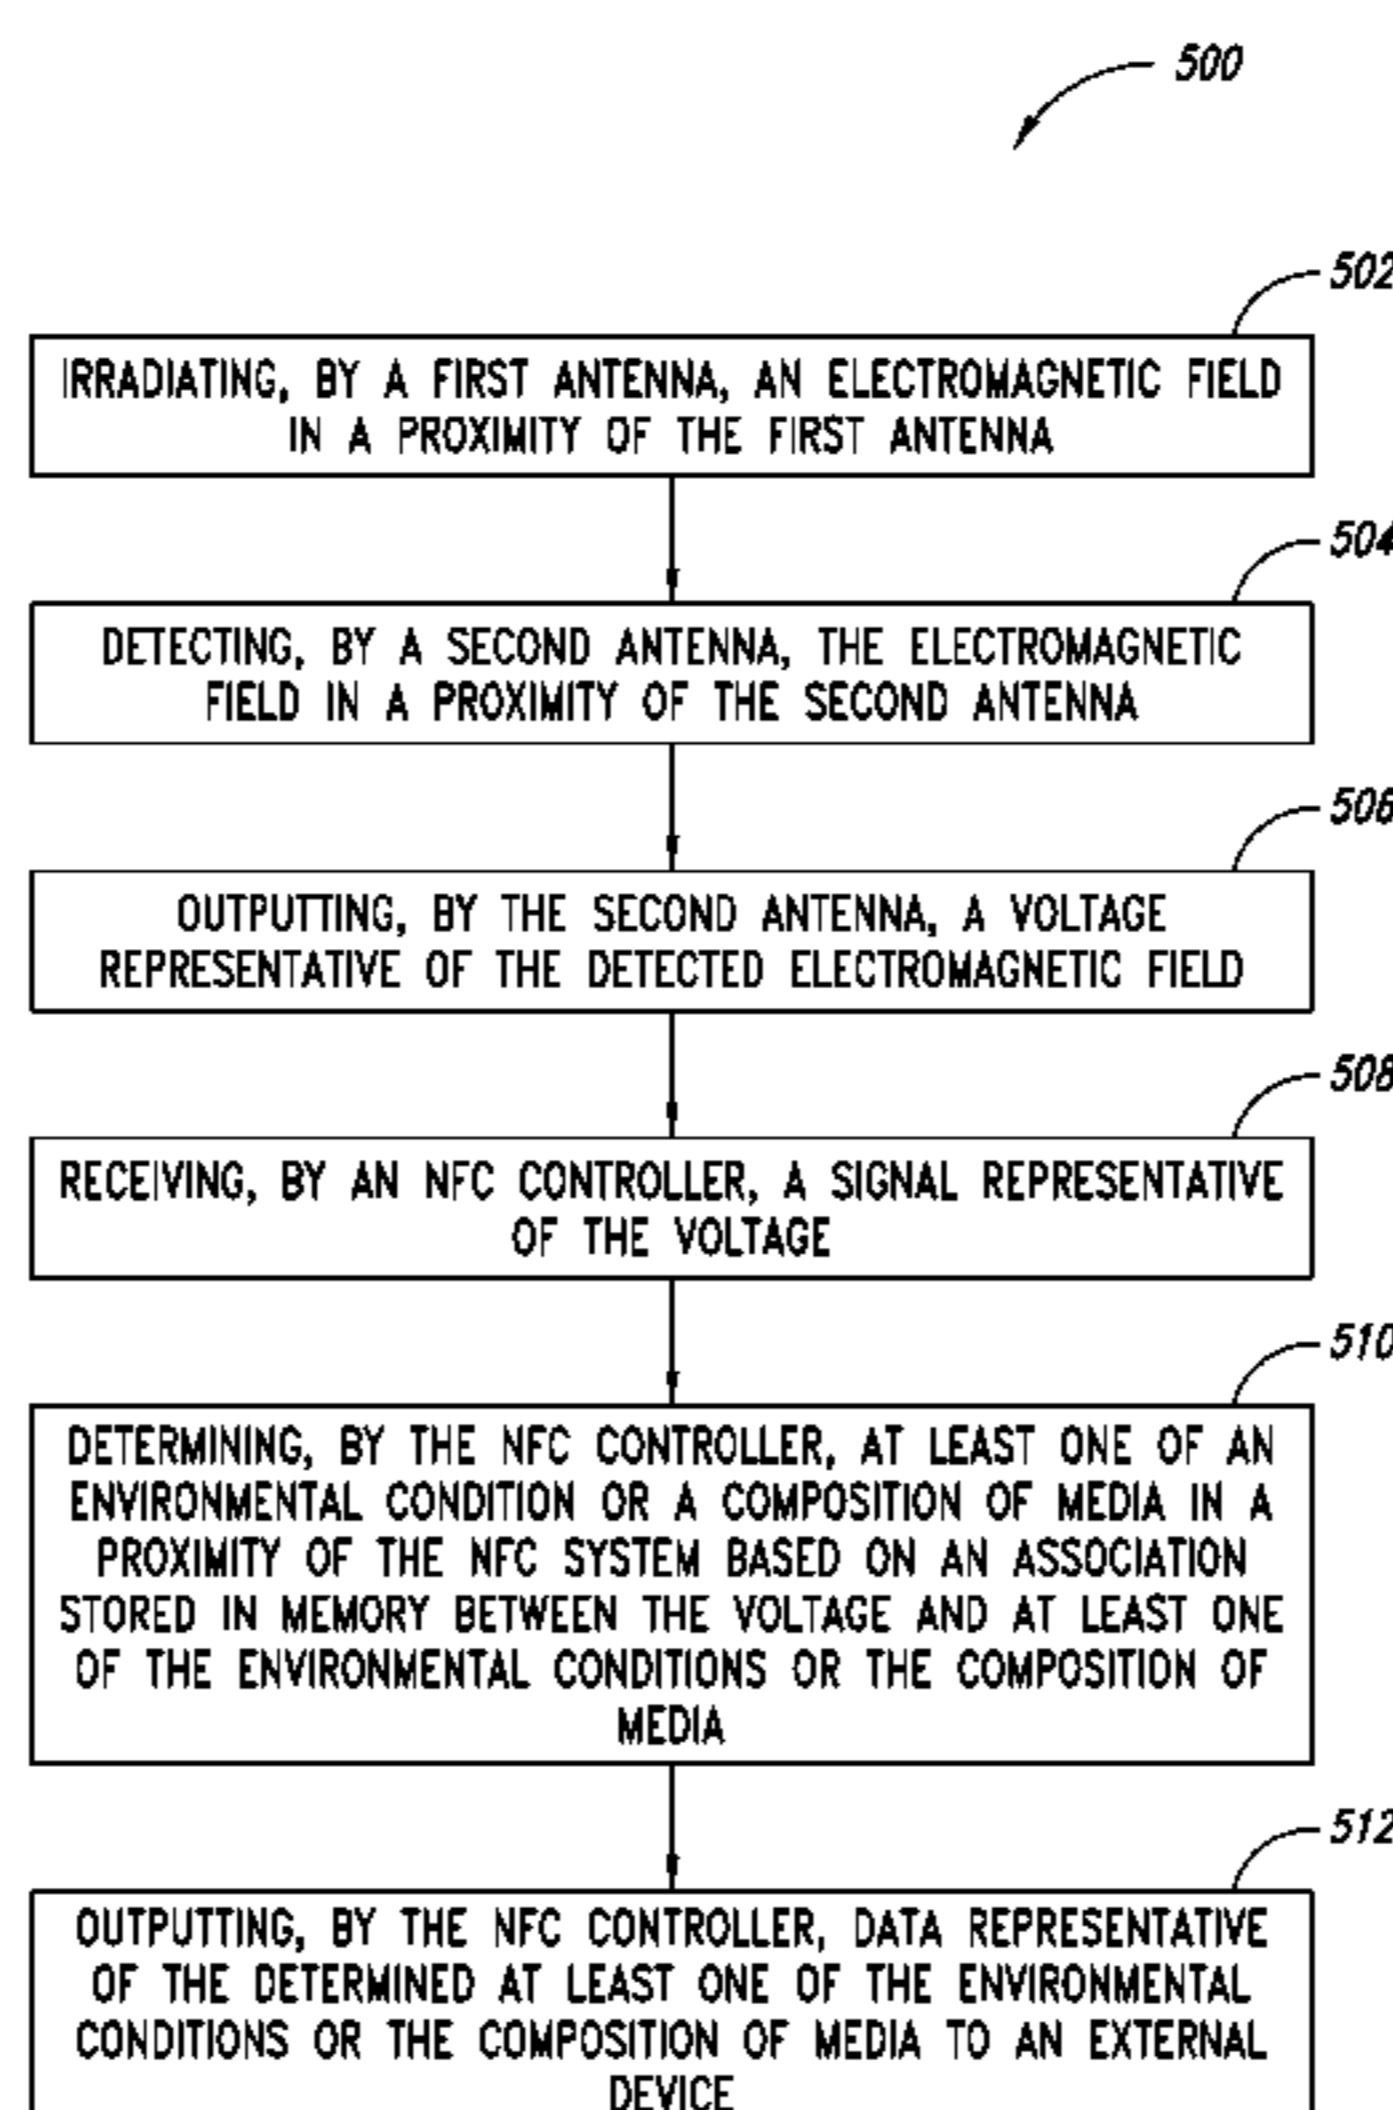 500
502
IRRADIATING, BY A FIRST ANTENNA, AN ELECTROMAGNETIC FIELD
IN A PROXIMITY OF THE FIRST ANTENNA
504
DETECTING, BY A SECOND ANTENNA, THE ELECTROMAGNETIC
FIELD IN A PROXIMITY OF THE SECOND ANTENNA
506
OUTPUTTING, BY THE SECOND ANTENNA, A VOLTAGE
REPRESENTATIVE OF THE DETECTED ELECTROMAGNETIC FIELD
508
RECEIVING, BY AN NFC CONTROLLER, A SIGNAL REPRESENTATIVE
OF THE VOLTAGE
510
DETERMINING, BY THE NFC CONTROLLER, AT LEAST ONE OF AN
ENVIRONMENTAL CONDITION OR A COMPOSITION OF MEDIA IN A
PROXIMITY OF THE NFC SYSTEM BASED ON AN ASSOCIATION
STORED IN MEMORY BETWEEN THE VOLTAGE AND AT LEAST ONE
OF THE ENVIRONMENTAL CONDITIONS OR THE COMPOSITION OF
MEDIA
512
OUTPUTTING, BY THE NFC CONTROLLER, DATA REPRESENTATIVE
OF THE DETERMINED AT LEAST ONE OF THE ENVIRONMENTAL
CONDITIONS OR THE COMPOSITION OF MEDIA TO AN EXTERNAL
DEVICE